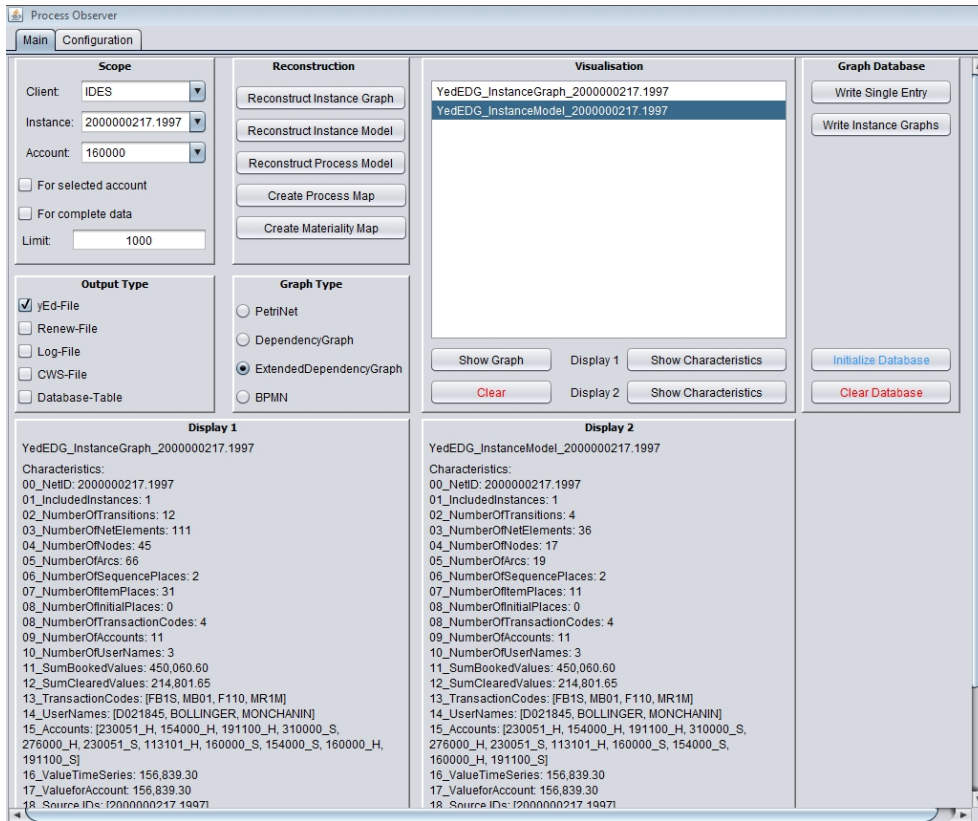 Process Observer
Main
Configuration
Scope
Client:
IDES
Instance:
2000000217.1997
Account:
160000
For selected account
For complete data
Limit:
1000
Reconstruction
Reconstruct Instance Graph
Reconstruct Instance Model
Reconstruct Process Model
Create Process Map
Create Materiality Map
Visualisation
YedEDG_InstanceGraph_2000000217.1997
YedEDG_InstanceModel_2000000217.1997
Show Graph
Display 1
Show Characteristics
Clear
Display 2
Show Characteristics
Graph Database
Write Single Entry
Write Instance Graphs
Initialize Database
Clear Database
Output Type
yEd-File
Renew-File
Log-File
CWS-File
Database-Table
Graph Type
PetriNet
DependencyGraph
ExtendedDependencyGraph
BPMN
Display 1
YedEDG_InstanceGraph_2000000217.1997
Characteristics:
00_NetID: 2000000217.1997
01_IncludedInstances: 1
02_NumberOfTransitions: 12
03_NumberOfNetElements: 111
04_NumberOfNodes: 45
05_NumberOfArcs: 66
06_NumberOfSequencePlaces: 2
07_NumberOfItemPlaces: 31
08_NumberOfInitialPlaces: 0
08_NumberOfTransactionCodes: 4
09_NumberOfAccounts: 11
10_NumberOfUserNames: 3
11_SumBookedValues: 450,060.60
12_SumClearedValues: 214,801.65
13_TransactionCodes: [FB1S, MB01, F110, MR1M]
14_UserNames: [D021845, BOLLINGER, MONCHANIN]
15_Accounts: [230051_H, 154000_H, 191100_H, 310000_S,
276000_H, 230051_S, 113101_H, 160000_S, 154000_S, 160000_H,
191100_S]
16_ValueTimeSeries: 156,839.30
17_ValueforAccount: 156,839.30
18_Source IDs: [2000000217.1997]
Display 2
YedEDG_InstanceModel_2000000217.1997
Characteristics:
00_NetID: 2000000217.1997
01_IncludedInstances: 1
02_NumberOfTransitions: 4
03_NumberOfNetElements: 36
04_NumberOfNodes: 17
05_NumberOfArcs: 19
06_NumberOfSequencePlaces: 2
07_NumberOfItemPlaces: 11
08_NumberOfInitialPlaces: 0
08_NumberOfTransactionCodes: 4
09_NumberOfAccounts: 11
10_NumberOfUserNames: 3
11_SumBookedValues: 450,060.60
12_SumClearedValues: 214,801.65
13_TransactionCodes: [FB1S, MB01, F110, MR1M]
14_UserNames: [D021845, BOLLINGER, MONCHANIN]
15_Accounts: [230051_H, 154000_H, 191100_H, 310000_S,
276000_H, 230051_S, 113101_H, 160000_S, 154000_S,
160000_H, 191100_S]
16_ValueTimeSeries: 156,839.30
17_ValueforAccount: 156,839.30
18_Source IDs: [2000000217.1997]